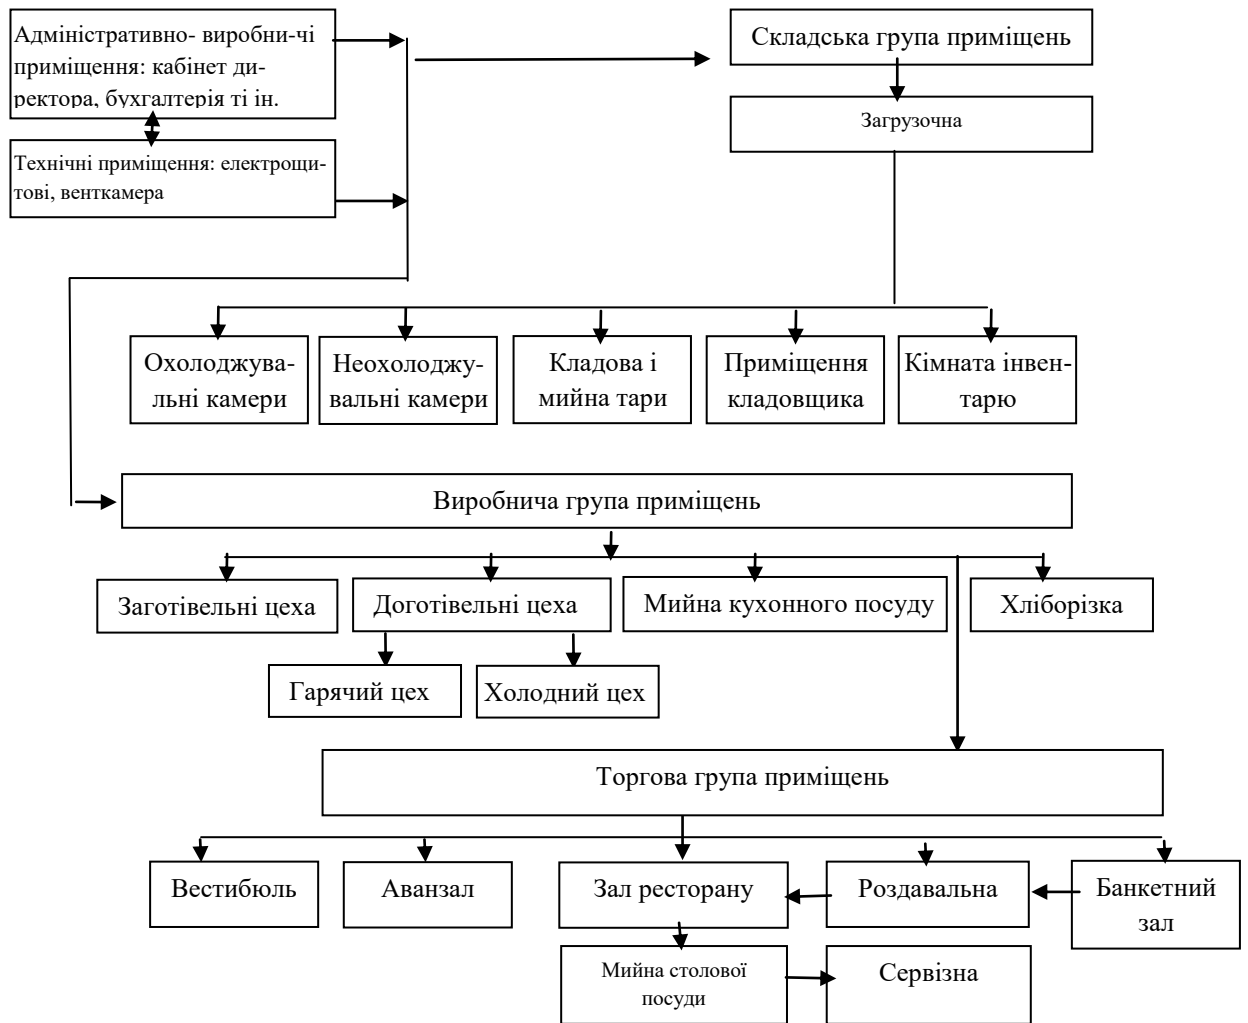 Адміністративно- виробни-чі
приміщення: кабінет ди-
ректора, бухгалтерія ті ін.
Технічні приміщення: електрощи-
тові, венткамера
Складська група приміщень
Загрузочна
Охолоджува-
льні камери
Неохолоджу-
вальні камери
Кладова і
мийна тари
Приміщення
кладовщика
Кімната інвен-
тарю
Виробнича група приміщень
Заготівельні цеха
Доготівельні цеха
Мийна кухонного посуду
Хліборізка
Гарячий цех
Холодний цех
Торгова група приміщень
Вестибюль
Аванзал
Зал ресторану
Роздавальна
Банкетний
зал
Мийна столової
посуди
Сервізна